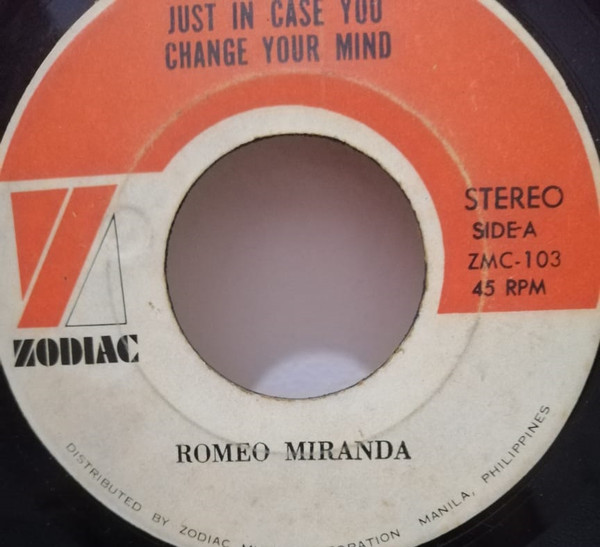 JUST IN CASE YOU
CHANGE YOUR MIND
STEREO
SIDE-A
ZMC-103
45 RPM
ZODIAC
ROMEO MIRANDA
DISTRIBUTED BY ZODIAC MANILA, PHILIPPINES